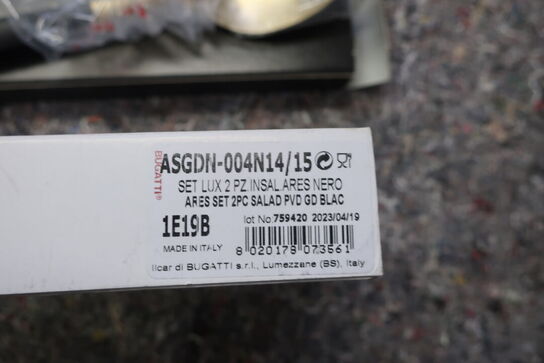 BUGATTI
ASGDN-004N14/15
SET LUX 2 PZ.INSAL.ARES NERO
ARES SET 2PC SALAD PVD GD BLAC
1E19B
lot No.759420 2023/04/19
MADE IN ITALY
8 020178 073561
Ilcar di BUGATTI s.r.l., Lumezzane (BS), Italy